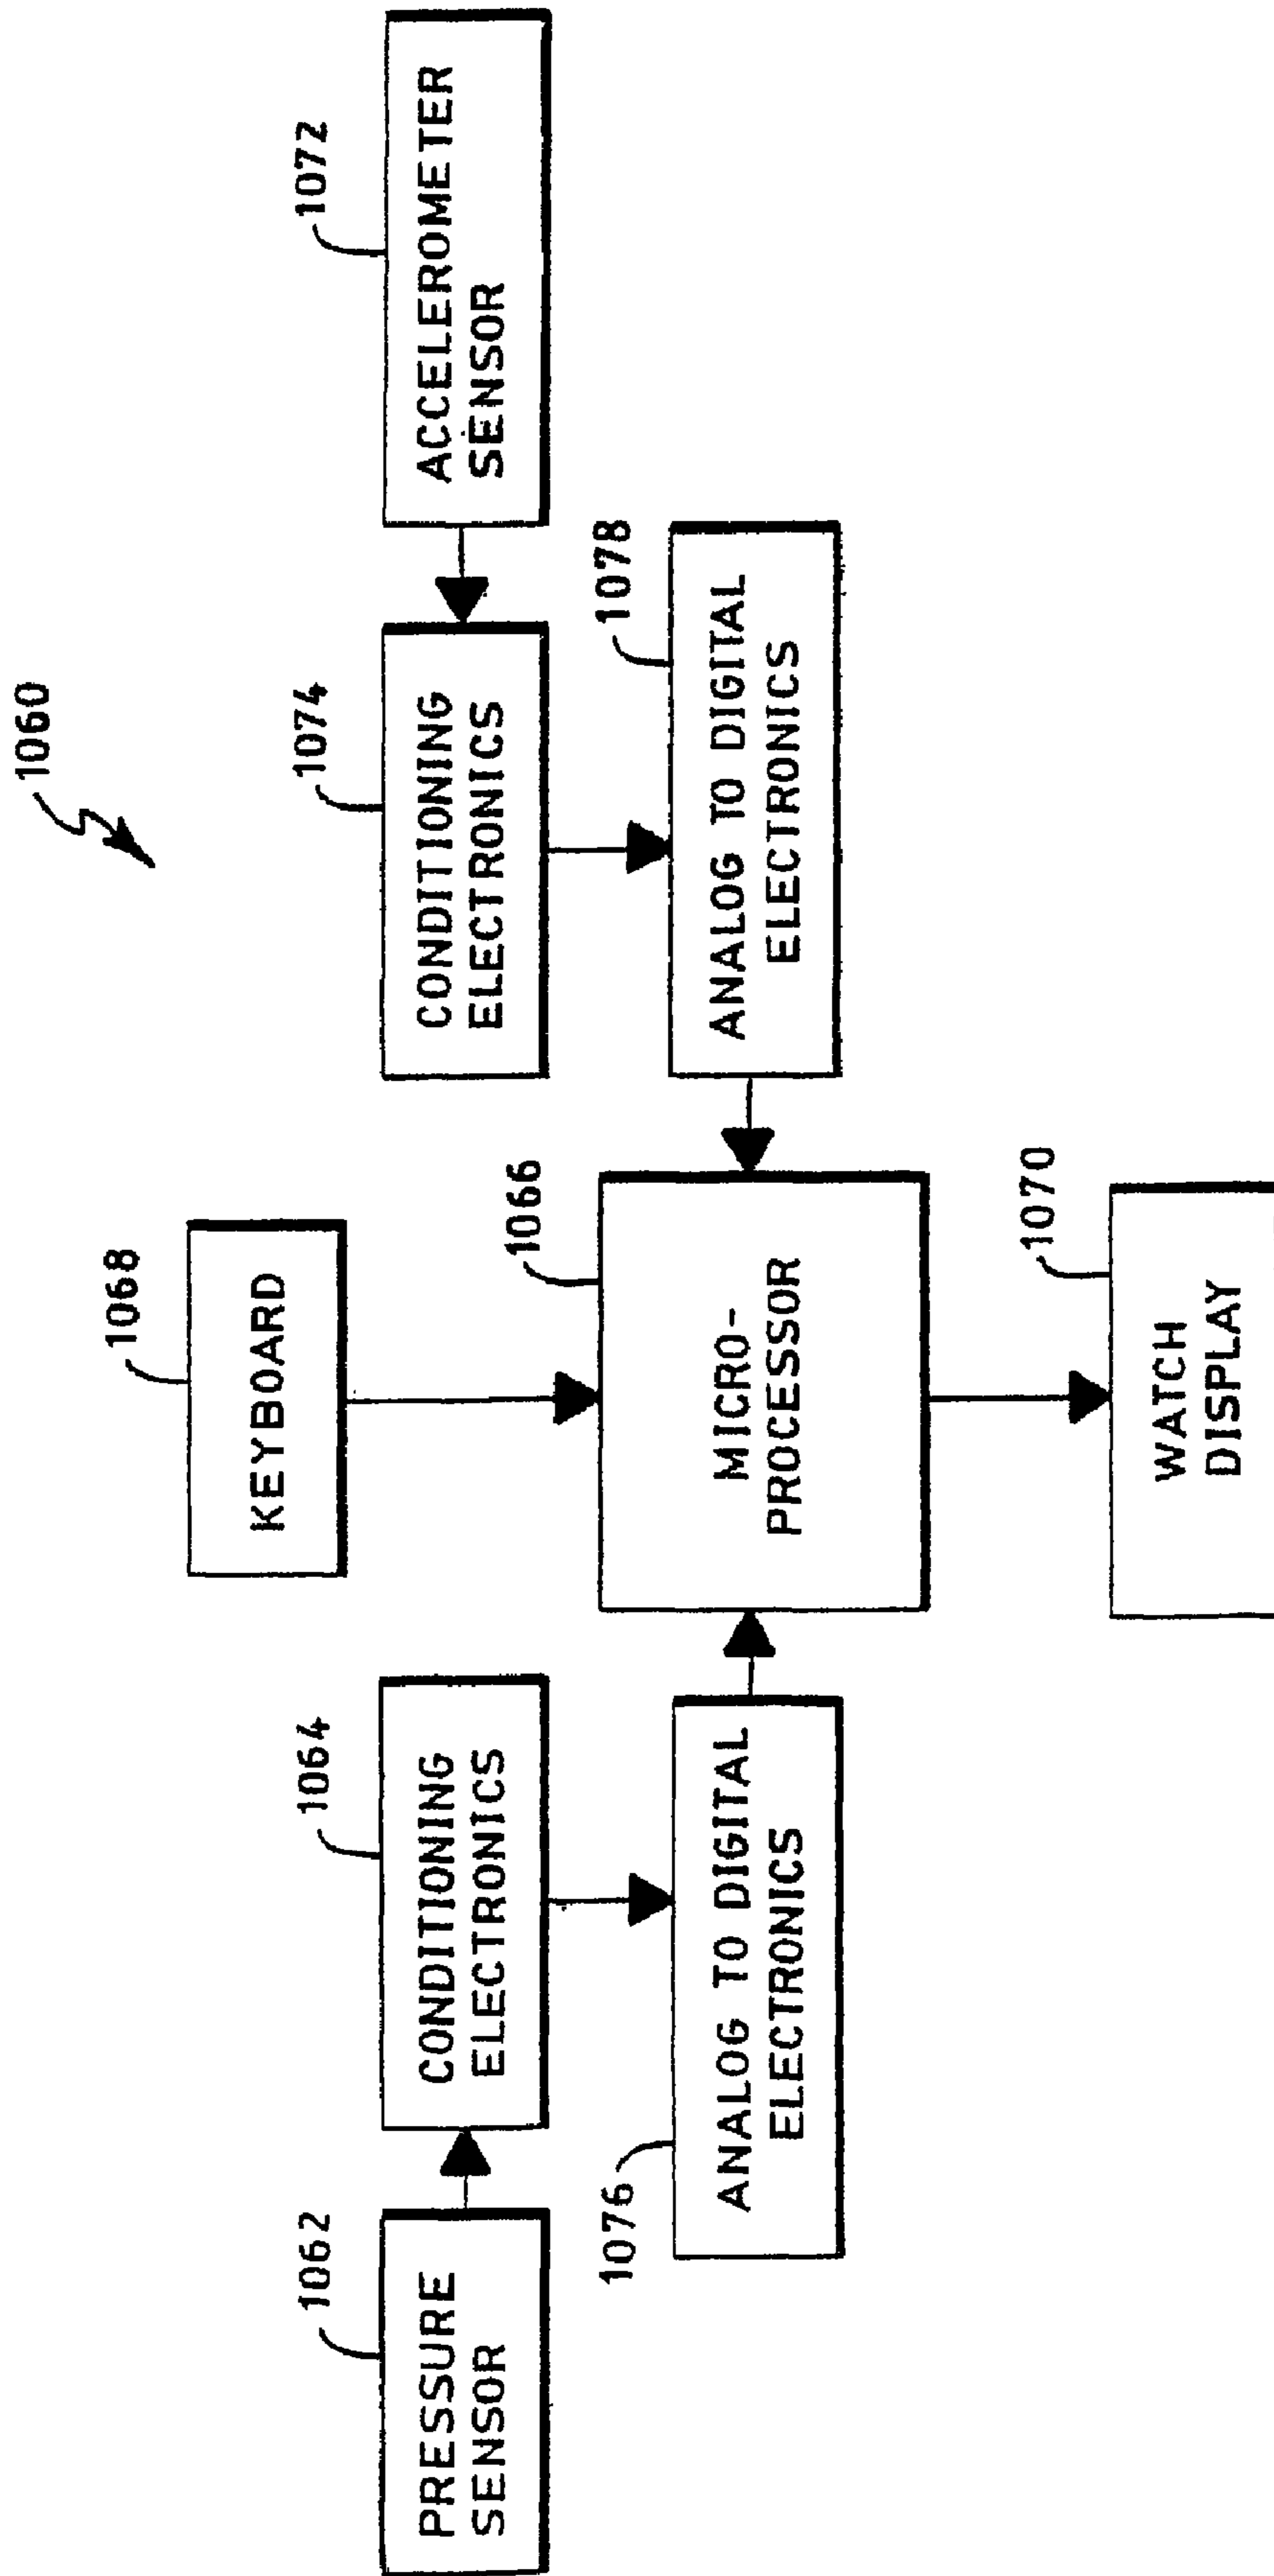 1060
1068
KEYBOARD
1062
PRESSURE
SENSOR
1064
CONDITIONING
ELECTRONICS
1074
CONDITIONING
ELECTRONICS
1072
ACCELEROMETER
SENSOR
1076
ANALOG TO DIGITAL
ELECTRONICS
1066
MICRO-
PROCESSOR
1078
ANALOG TO DIGITAL
ELECTRONICS
1070
WATCH
DISPLAY